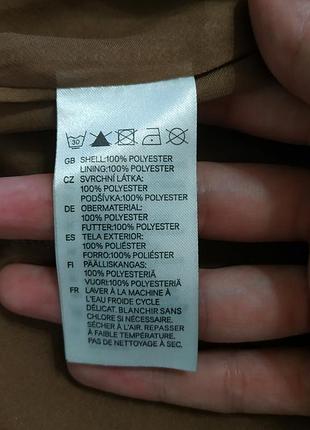 30
GB SHELL:100% POLYESTER
LINING:100% POLYESTER
CZ SVRCHNÍ LÁTKA:
100% POLYESTER
PODŠÍVKA:100% POLYESTER
DE OBERMATERIAL:
100% POLYESTER
FUTTER:100% POLYESTER
ES TELA EXTERIOR:
100% POLIÉSTER
FORRO:100% POLIÉSTER
FI PÄÄLLISKANGAS:
100% POLYESTERIÄ
VUORI:100% POLYESTERIÄ
FR LAVER À LA MACHINE À
L'EAU FROIDE CYCLE
DÉLICAT. BLANCHIR SANS
CHLORE SI NÉCESSAIRE.
SÉCHER À L'AIR. REPASSER
À FAIBLE TEMPÉRATURE.
PAS DE NETTOYAGE À SEC.